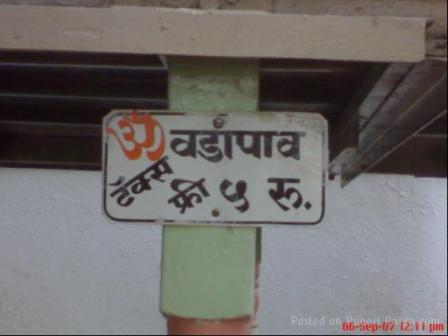 ॐ वडापाव
टॅक्स फ्री ५ रू.
Posted on Puneri Patya.com
06-Sep-07 12:11 pm